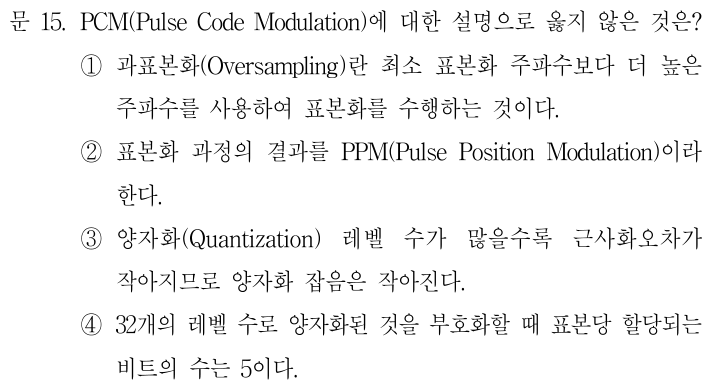 문 15. PCM(Pulse Code Modulation)에 대한 설명으로 옳지 않은 것은?
① 과표본화(Oversampling)란 최소 표본화 주파수보다 더 높은
주파수를 사용하여 표본화를 수행하는 것이다.
② 표본화 과정의 결과를 PPM(Pulse Position Modulation)이라
한다.
③ 양자화(Quantization) 레벨 수가 많을수록 근사화오차가
작아지므로 양자화 잡음은 작아진다.
④ 32개의 레벨 수로 양자화된 것을 부호화할 때 표본당 할당되는
비트의 수는 5이다.